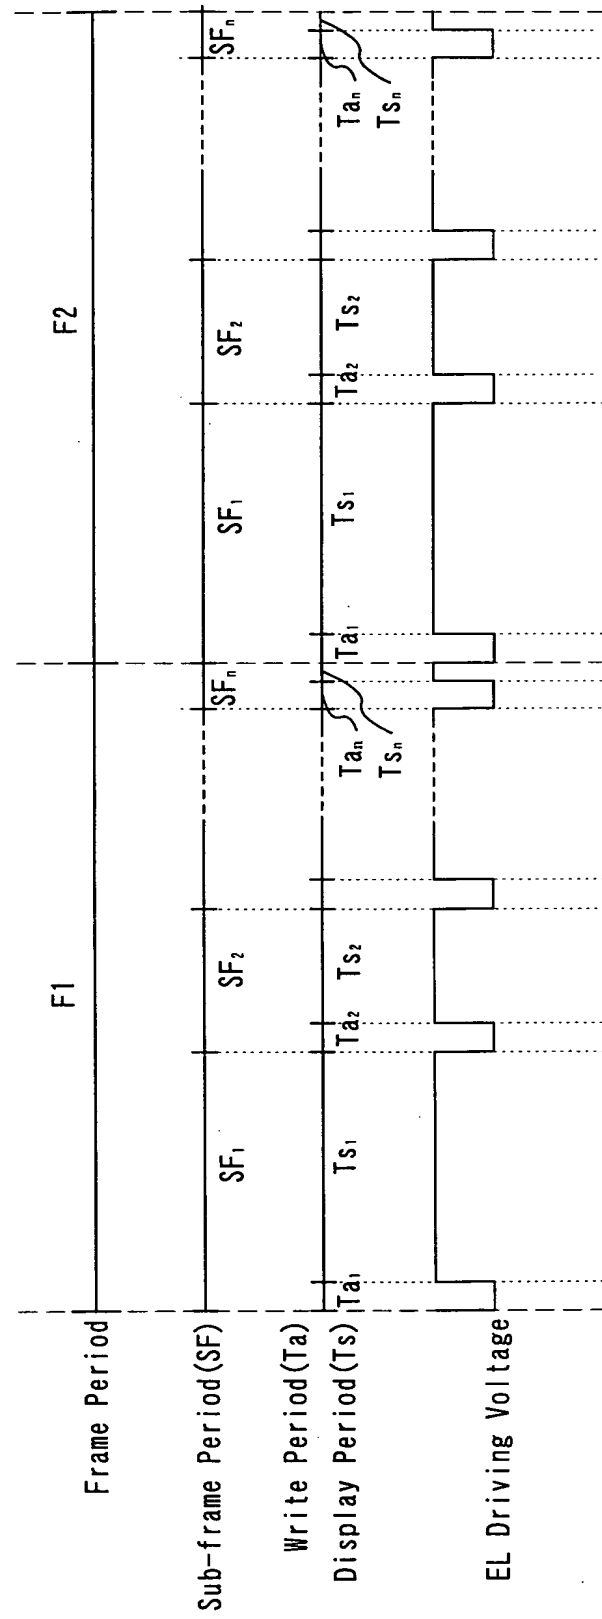 Frame Period
F1
F2
Sub-frame Period(SF)
SF1
SF2
SFn
SF1
SF2
SFn
Write Period(Ta)
Display Period(Ts)
Ta1
Ts1
Ta2
Ts2
Tan
Tsn
Ta1
Ts1
Ta2
Ts2
Tan
Tsn
EL Driving Voltage